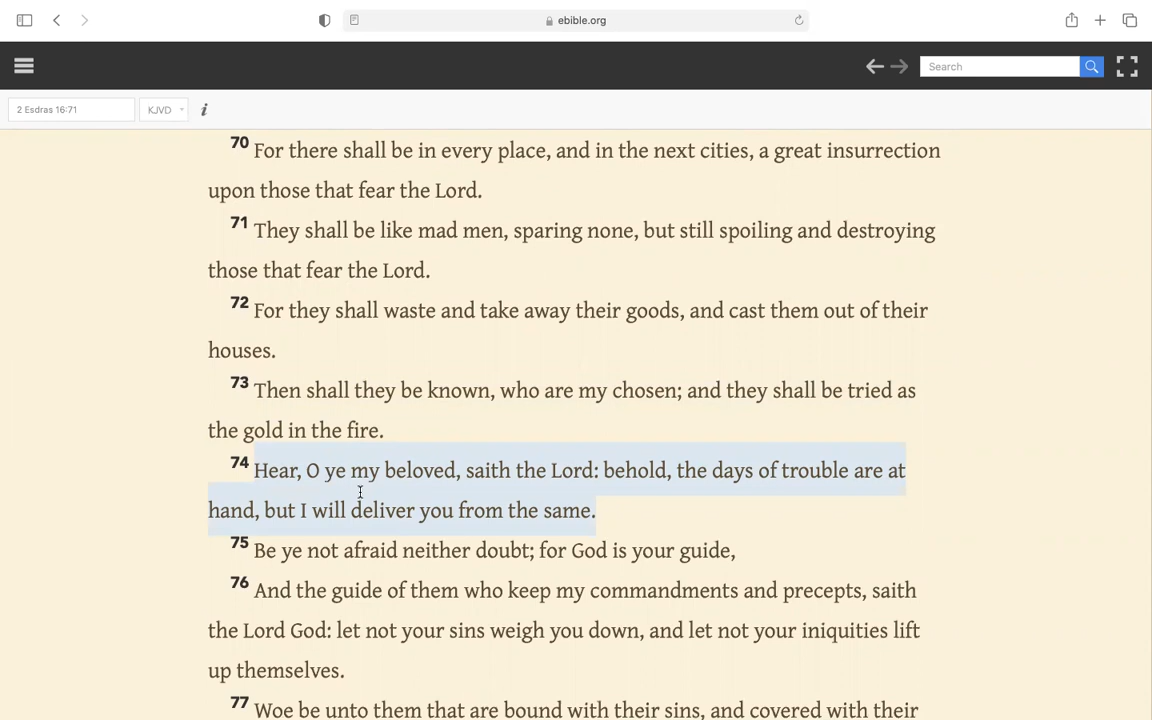 ebible.org
Search
2 Esdras 16:71
KJVD
i
70 For there shall be in every place, and in the next cities, a great insurrection
upon those that fear the Lord.
71 They shall be like mad men, sparing none, but still spoiling and destroying
those that fear the Lord.
72 For they shall waste and take away their goods, and cast them out of their
houses.
73 Then shall they be known, who are my chosen; and they shall be tried as
the gold in the fire.
74 Hear, O ye my beloved, saith the Lord: behold, the days of trouble are at
hand, but I will deliver you from the same.
75 Be ye not afraid neither doubt; for God is your guide,
76 And the guide of them who keep my commandments and precepts, saith
the Lord God: let not your sins weigh you down, and let not your iniquities lift
up themselves.
77 Woe be unto them that are bound with their sins, and covered with their